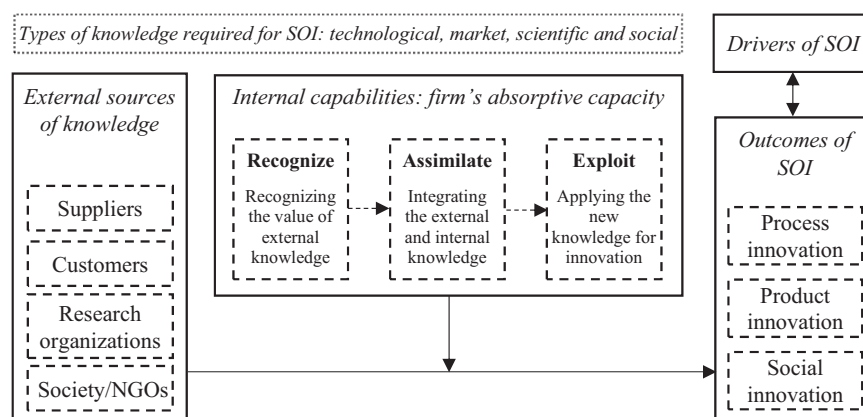 Types of knowledge required for SOI: technological, market, scientific and social
Drivers of SOI
External sources
of knowledge
Suppliers
Customers
Research
organizations
Society/NGOs
Internal capabilities: firm's absorptive capacity
Recognize
Recognizing
the value of
external
knowledge
Assimilate
Integrating
the external
and internal
knowledge
Exploit
Applying the
new
knowledge for
innovation
Outcomes of
SOI
Process
innovation
Product
innovation
Social
innovation